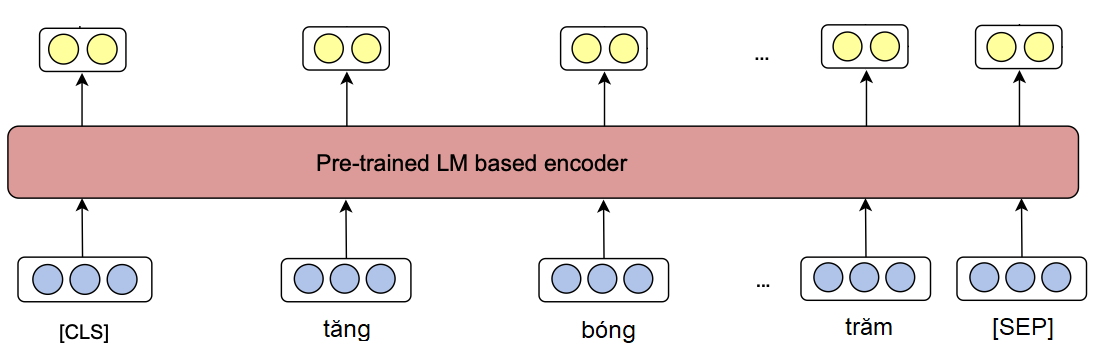 ...
Pre-trained LM based encoder
...
[CLS] tăng bóng trăm [SEP]